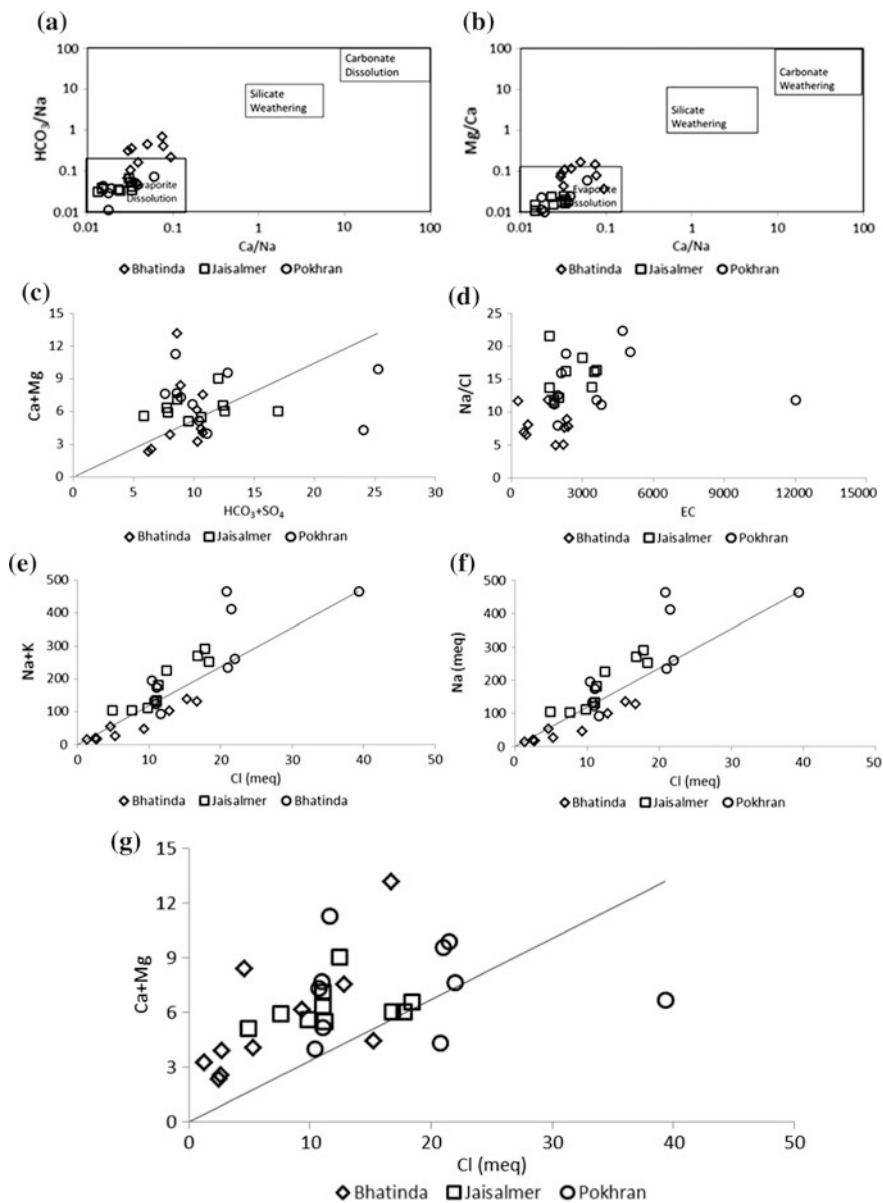 (a)
100
10
1
0.1
0.01
HCO3/Na
Carbonate
Dissolution
Silicate
Weathering
Evaporite
Dissolution
0.01 0.1 1 10 100
Ca/Na
Bhatinda Jaisalmer Pokhran
(b)
100
10
1
0.1
0.01
Mg/Ca
Carbonate
Weathering
Silicate
Weathering
Evaporite
Dissolution
0.01 0.1 1 10 100
Ca/Na
Bhatinda Jaisalmer Pokhran
(c)
15
12
9
6
3
0
Ca+Mg
0 5 10 15 20 25 30
HCO3+SO4
Bhatinda Jaisalmer Pokhran
(d)
25
20
15
10
5
0
Na/Cl
0 3000 6000 9000 12000 15000
EC
Bhatinda Jaisalmer Pokhran
(e)
500
400
300
200
100
0
Na+K
0 10 20 30 40 50
Cl (meq)
Bhatinda Jaisalmer Bhatinda
(f)
500
400
300
200
100
0
Na (meq)
0 10 20 30 40 50
Cl (meq)
Bhatinda Jaisalmer Pokhran
(g)
15
12
9
6
3
0
Ca+Mg
0 10 20 30 40 50
Cl (meq)
Bhatinda Jaisalmer Pokhran